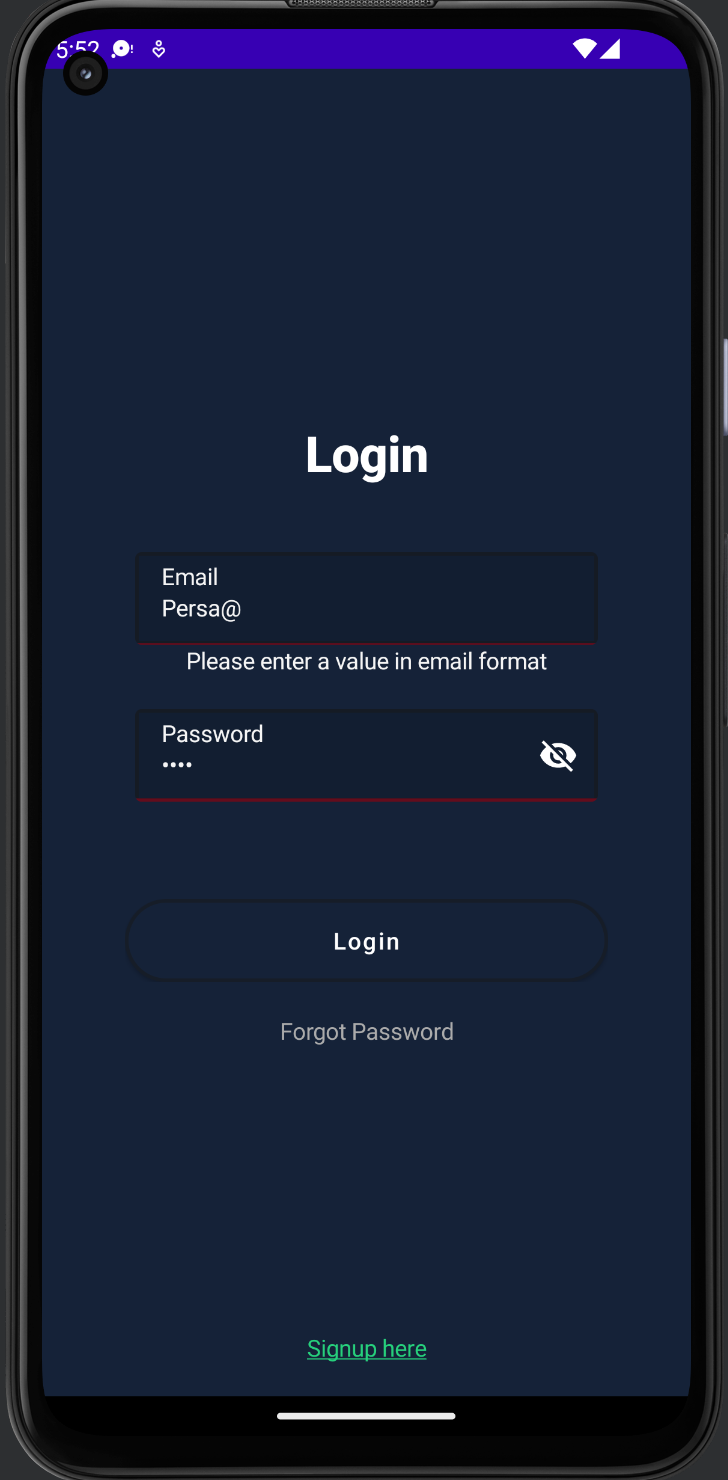 5:52
Login
Email
Persa@
Please enter a value in email format
Password
••••
Login
Forgot Password
Signup here